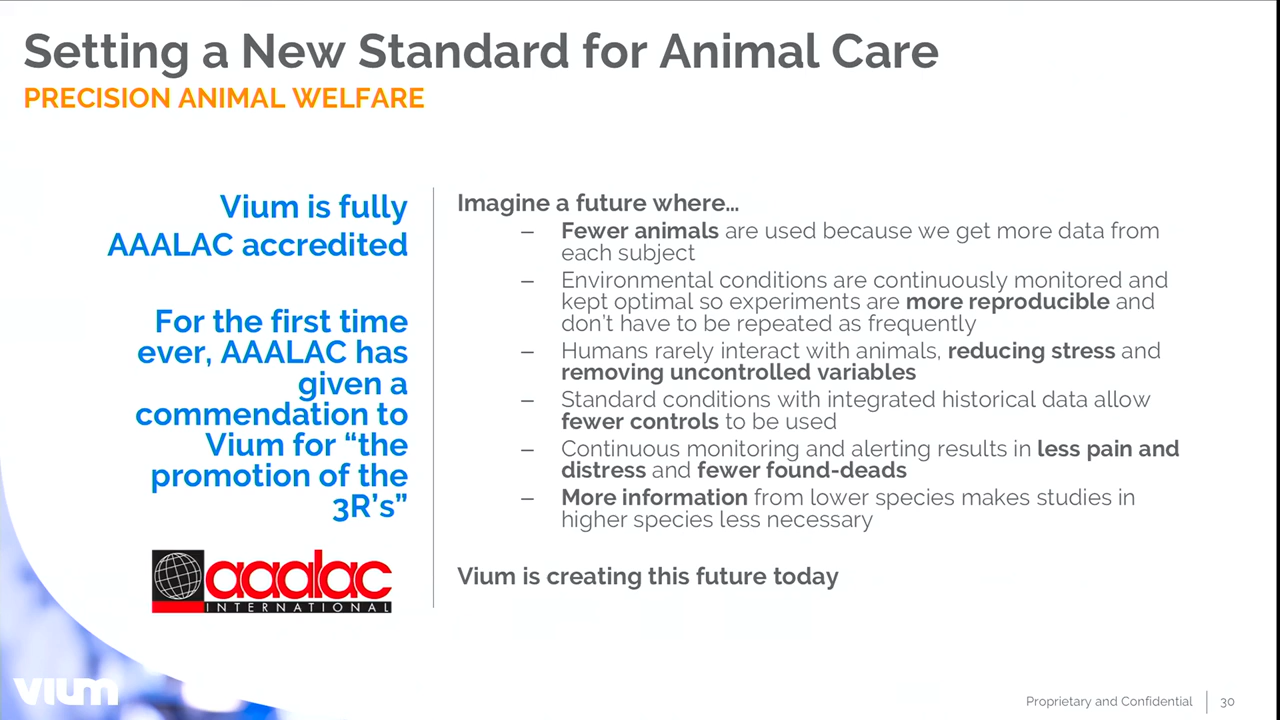 Setting a New Standard for Animal Care
PRECISION ANIMAL WELFARE
Vium is fully
AAALAC accredited
For the first time
ever, AAALAC has
given a
commendation to
Vium for “the
promotion of the
3R’s”
aaalac
INTERNATIONAL
Imagine a future where...
– Fewer animals are used because we get more data from
each subject
– Environmental conditions are continuously monitored and
kept optimal so experiments are more reproducible and
don’t have to be repeated as frequently
– Humans rarely interact with animals, reducing stress and
removing uncontrolled variables
– Standard conditions with integrated historical data allow
fewer controls to be used
– Continuous monitoring and alerting results in less pain and
distress and fewer found-deads
– More information from lower species makes studies in
higher species less necessary
Vium is creating this future today
vium
Proprietary and Confidential
30